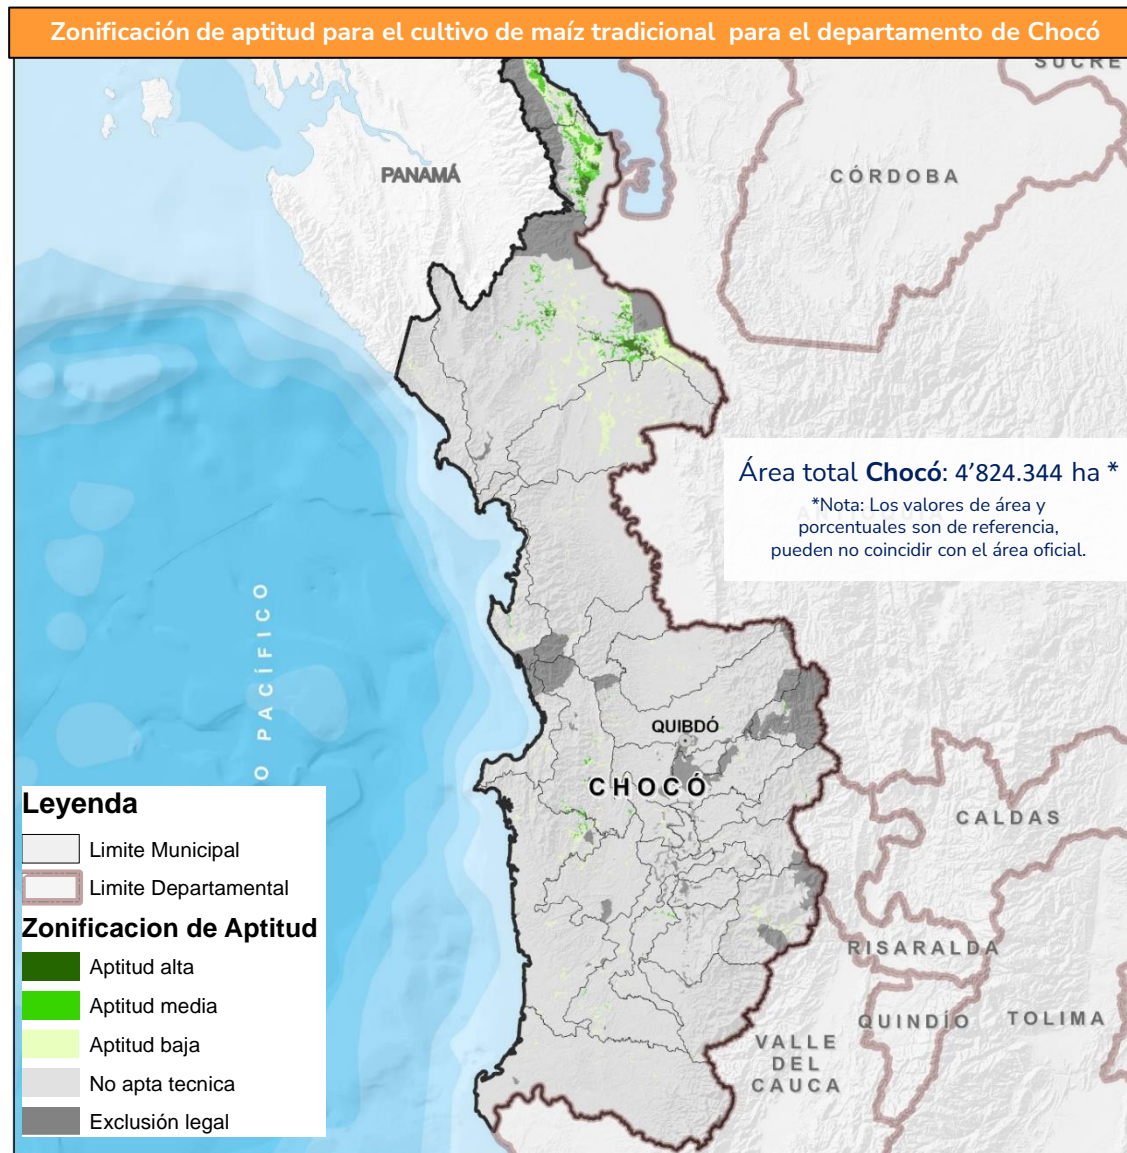 Zonificación de aptitud para el cultivo de maíz tradicional para el departamento de Chocó
SUCRE
PANAMÁ
CÓRDOBA
Área total Chocó: 4’824.344 ha *
*Nota: Los valores de área y
porcentuales son de referencia,
pueden no coincidir con el área oficial.
O PACÍFICO
QUIBDÓ
CHOCÓ
CALDAS
RISARALDA
QUINDÍO
TOLIMA
VALLE
DEL
CAUCA
Leyenda
Limite Municipal
Limite Departamental
Zonificacion de Aptitud
Aptitud alta
Aptitud media
Aptitud baja
No apta tecnica
Exclusión legal